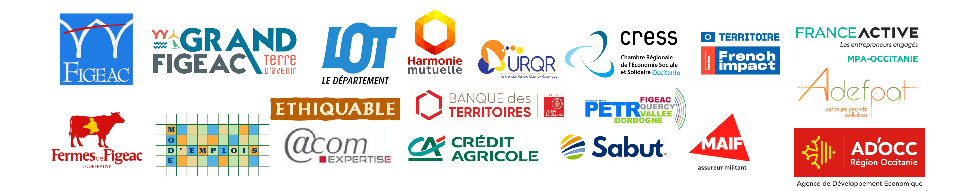 FIGEAC
GRAND
FIGEAC
terre
d'avenir
LOT
LE DÉPARTEMENT
Harmonie
mutuelle
URQR
cress
Chambre Régionale
de l'Économie Sociale
et Solidaire Occitanie
TERRITOIRE
French
impact
FRANCE ACTIVE
Les entrepreneurs engagés
MPA-OCCITANIE
Adefpat
Fermes de Figeac
COOPÉRATIVE
MODE
D'EMPLOIS
ETHIQUABLE
@com
EXPERTISE
BANQUE des
TERRITOIRES
CRÉDIT
AGRICOLE
PETR
FIGEAC
QUERCY
VALLÉE
DORDOGNE
Sabut
MAIF
assureur militant
AD'OCC
Région Occitanie
Agence de Développement Économique